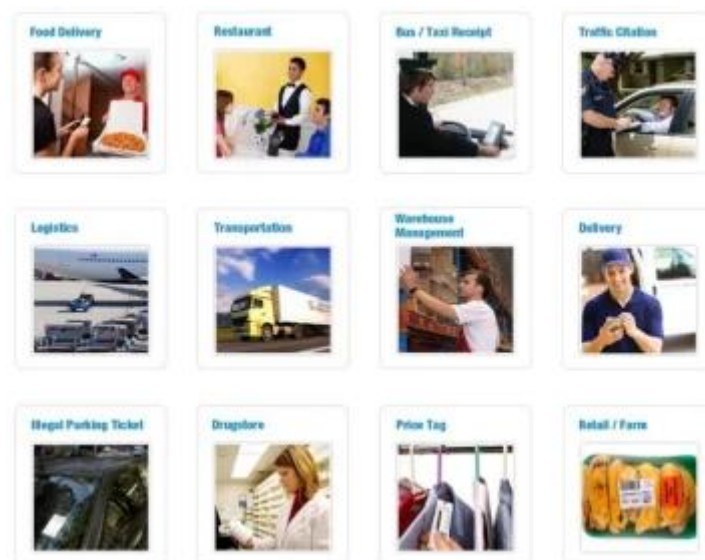 Food Delivery
Restaurant
Bus / Taxi Receipt
Traffic Citation
Logistics
Transportation
Warehouse
Management
Delivery
Illegal Parking Ticket
Drugstore
Price Tag
Retail / Farm